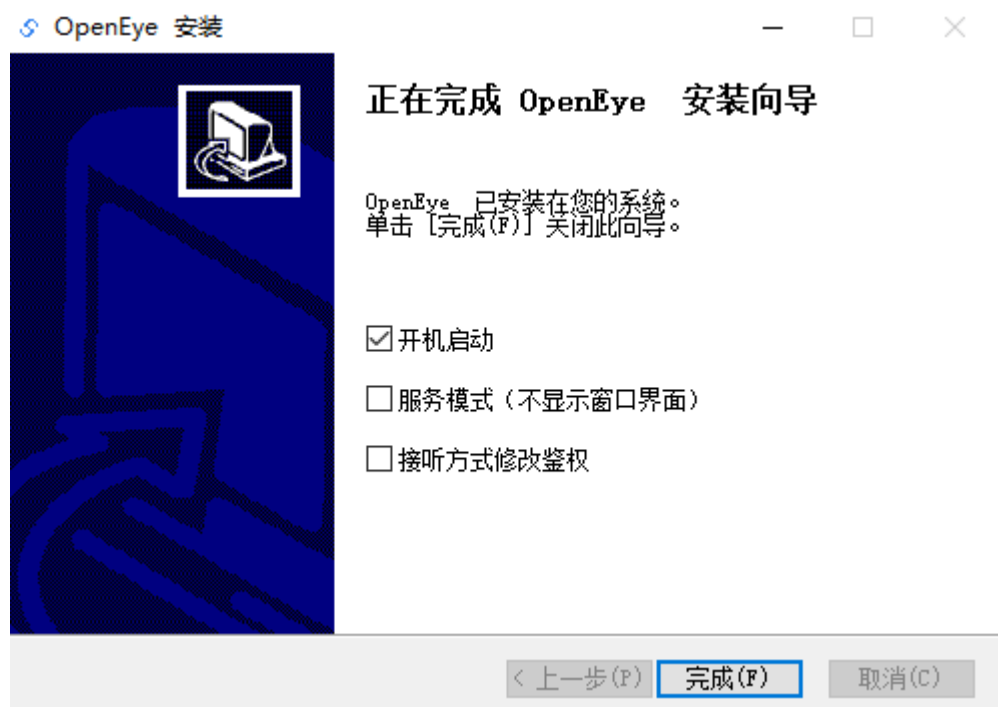 OpenEye 安装
正在完成 OpenEye 安装向导
OpenEye 已安装在您的系统。
单击 [完成(F)] 关闭此向导。
开机启动
服务模式（不显示窗口界面）
接听方式修改鉴权
< 上一步(P) 完成(F) 取消(C)